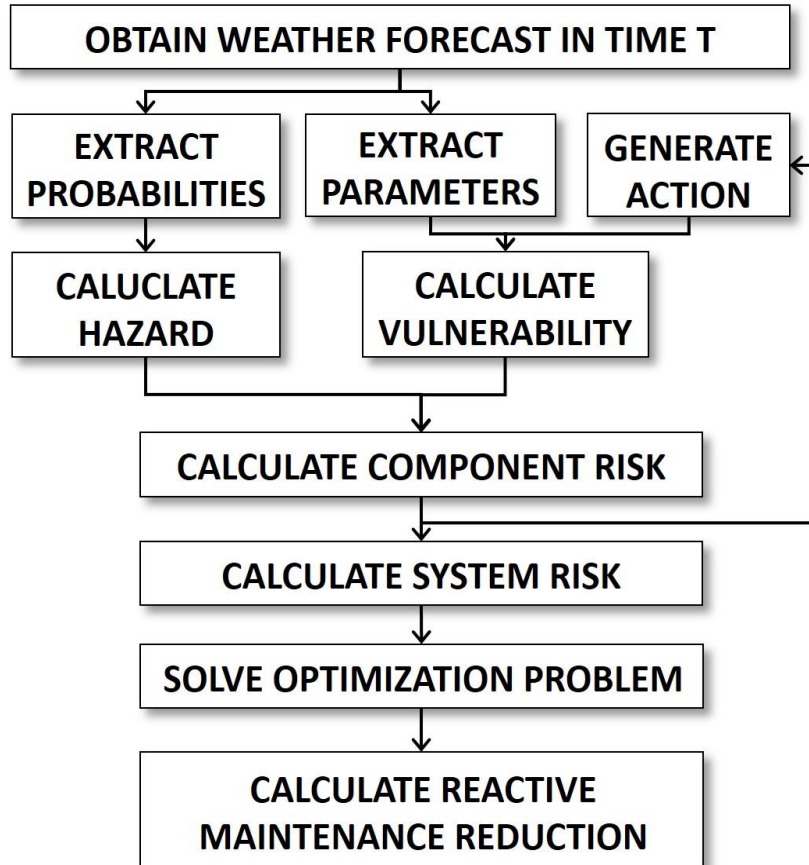 OBTAIN WEATHER FORECAST IN TIME T
EXTRACT
PROBABILITIES
EXTRACT
PARAMETERS
GENERATE
ACTION
CALUCLATE
HAZARD
CALCULATE
VULNERABILITY
CALCULATE COMPONENT RISK
CALCULATE SYSTEM RISK
SOLVE OPTIMIZATION PROBLEM
CALCULATE REACTIVE
MAINTENANCE REDUCTION